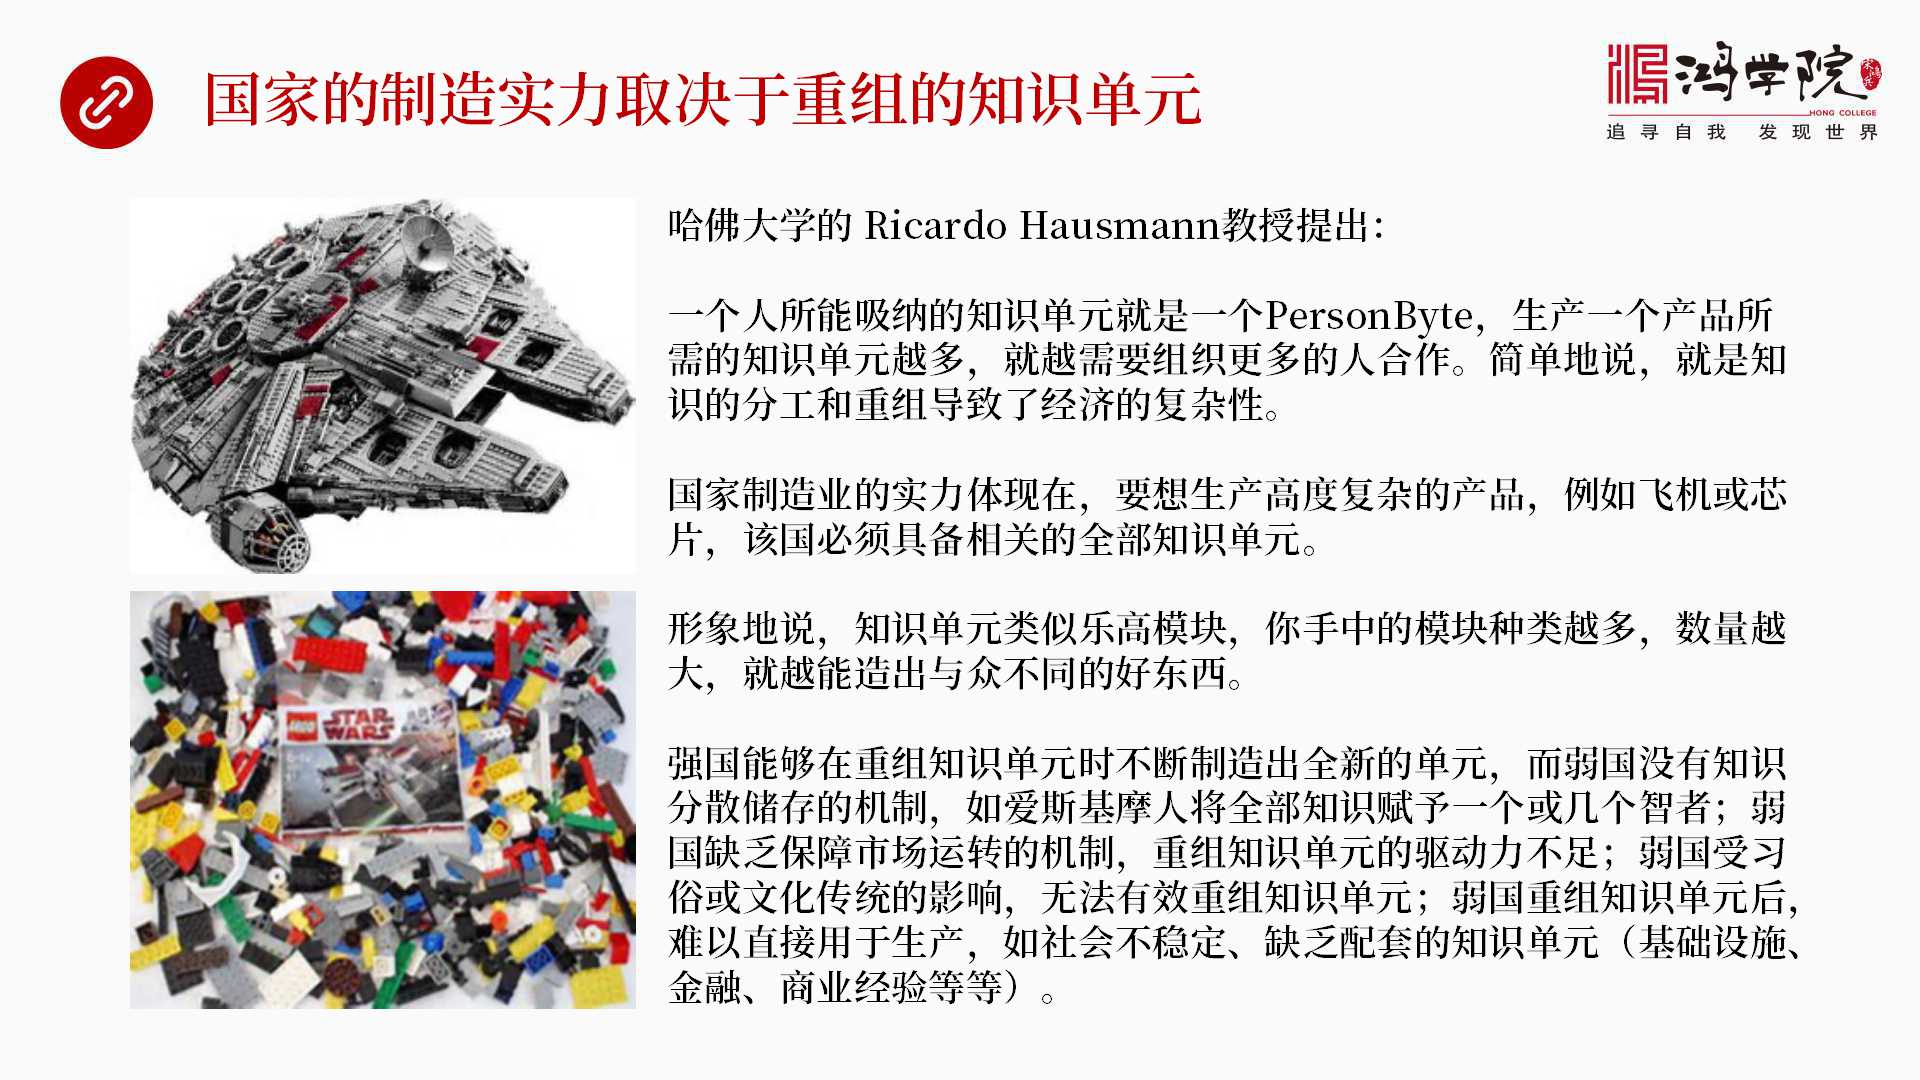 国家的制造实力取决于重组的知识单元
鸿学院
宋鸿兵
HONG COLLEGE
追寻自我 发现世界
哈佛大学的 Ricardo Hausmann教授提出：
一个人所能吸纳的知识单元就是一个PersonByte，生产一个产品所
需的知识单元越多，就越需要组织更多的人合作。简单地说，就是知
识的分工和重组导致了经济的复杂性。
国家制造业的实力体现在，要想生产高度复杂的产品，例如飞机或芯
片，该国必须具备相关的全部知识单元。
形象地说，知识单元类似乐高模块，你手中的模块种类越多，数量越
大，就越能造出与众不同的好东西。
强国能够在重组知识单元时不断制造出全新的单元，而弱国没有知识
分散储存的机制，如爱斯基摩人将全部知识赋予一个或几个智者；弱
国缺乏保障市场运转的机制，重组知识单元的驱动力不足；弱国受习
俗或文化传统的影响，无法有效重组知识单元；弱国重组知识单元后，
难以直接用于生产，如社会不稳定、缺乏配套的知识单元（基础设施、
金融、商业经验等等）。
LEGO
STAR
WARS